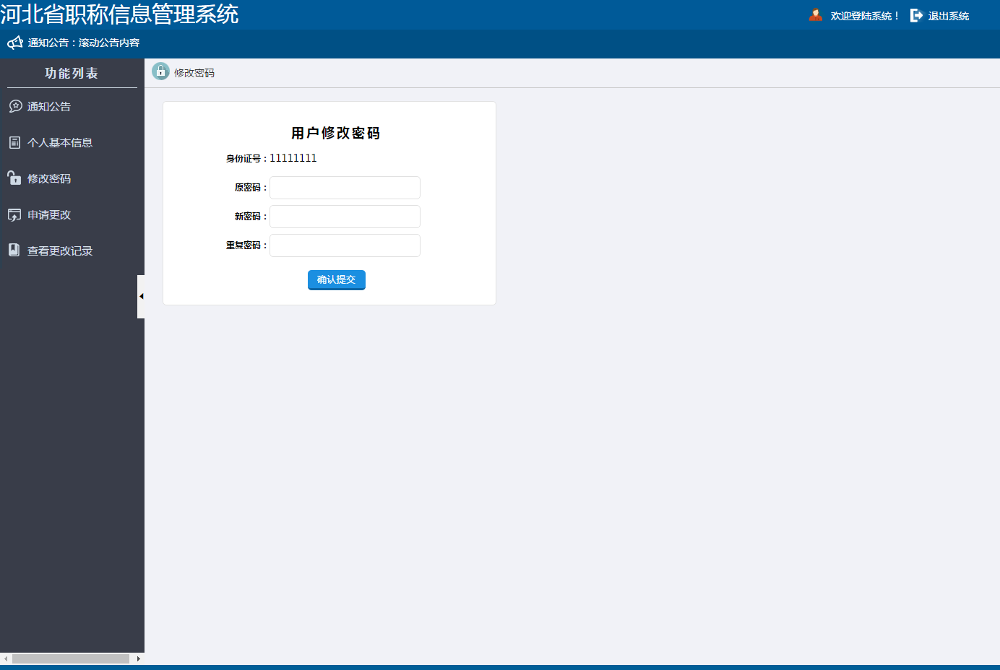 河北省职称信息管理系统
欢迎登陆系统！ 退出系统
通知公告：滚动公告内容
功能列表
通知公告
个人基本信息
修改密码
申请更改
查看更改记录
修改密码
用户修改密码
身份证号：11111111
原密码：
新密码：
重复密码：
确认提交